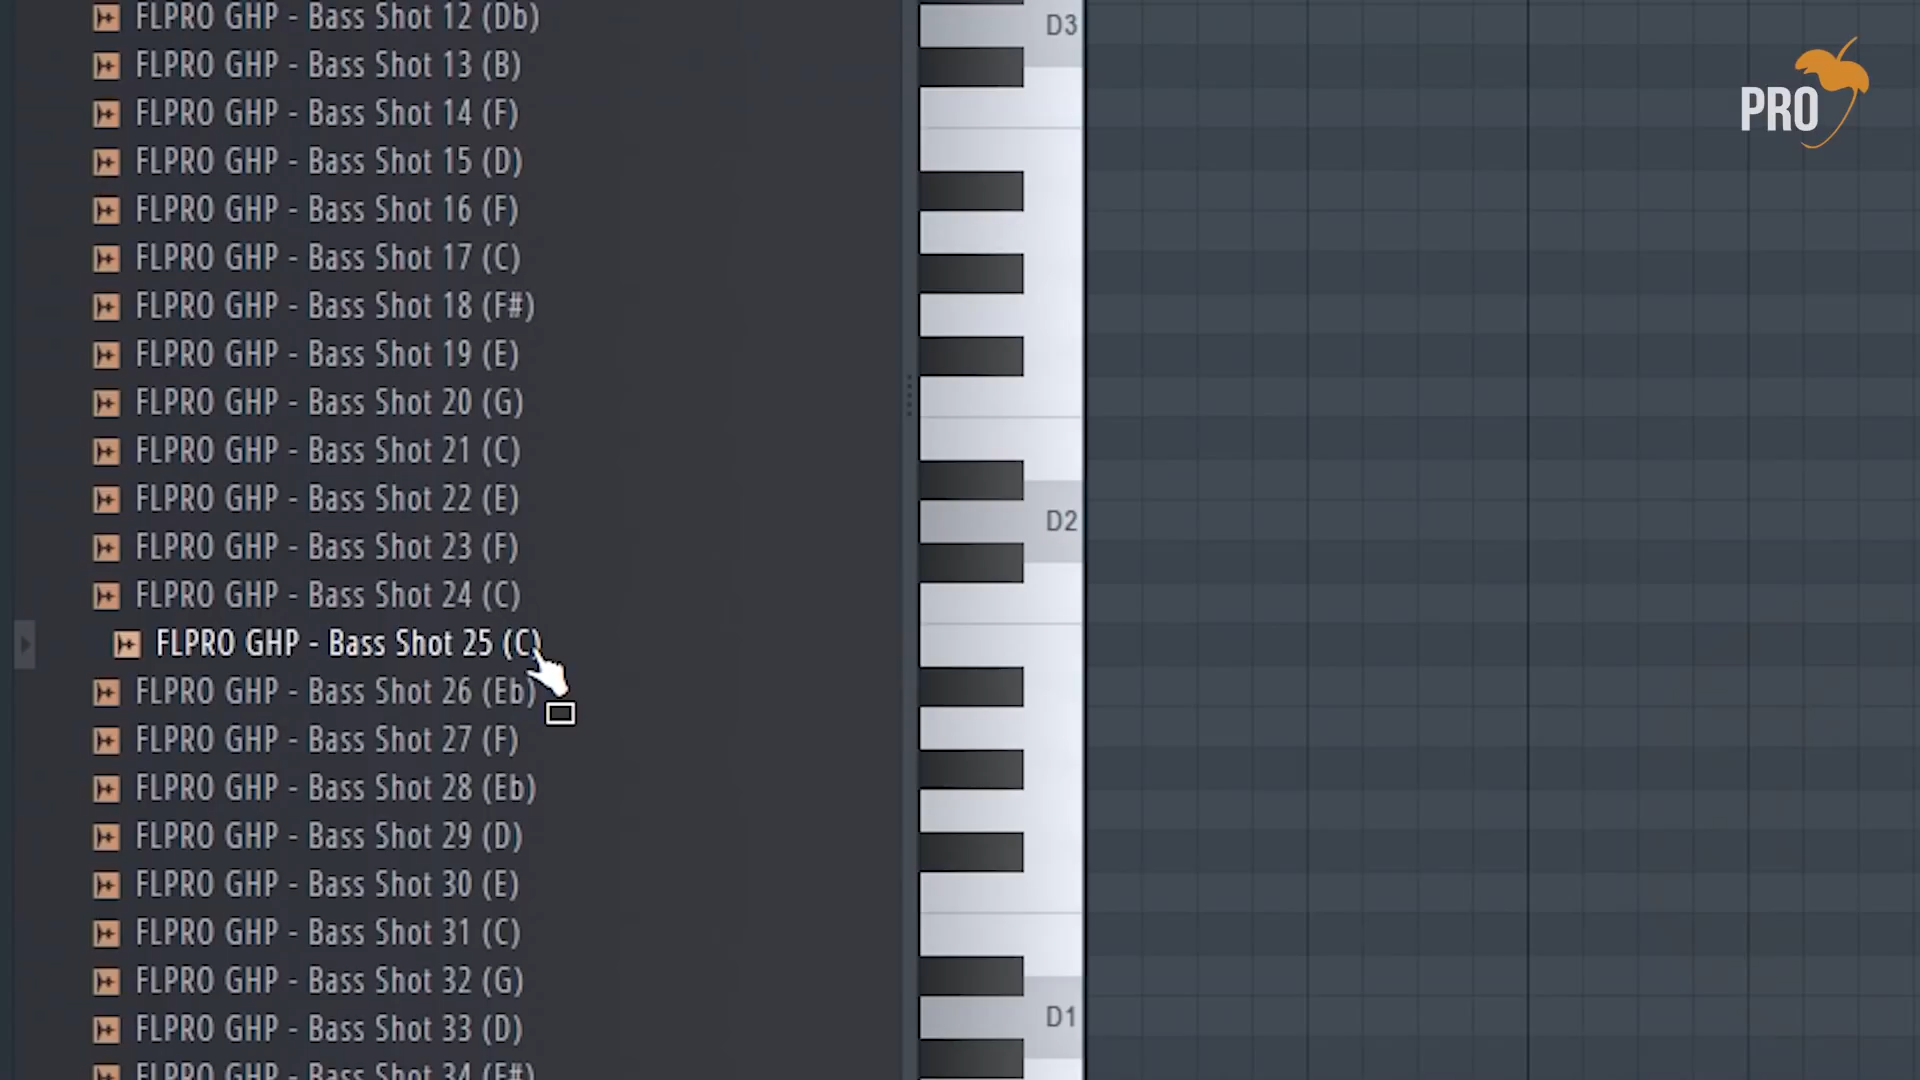 FLPRO GHP - Bass Shot 12 (Db)
FLPRO GHP - Bass Shot 13 (B)
FLPRO GHP - Bass Shot 14 (F)
FLPRO GHP - Bass Shot 15 (D)
FLPRO GHP - Bass Shot 16 (F)
FLPRO GHP - Bass Shot 17 (C)
FLPRO GHP - Bass Shot 18 (F#)
FLPRO GHP - Bass Shot 19 (E)
FLPRO GHP - Bass Shot 20 (G)
FLPRO GHP - Bass Shot 21 (C)
FLPRO GHP - Bass Shot 22 (E)
FLPRO GHP - Bass Shot 23 (F)
FLPRO GHP - Bass Shot 24 (C)
FLPRO GHP - Bass Shot 25 (C)
FLPRO GHP - Bass Shot 26 (Eb)
FLPRO GHP - Bass Shot 27 (F)
FLPRO GHP - Bass Shot 28 (Eb)
FLPRO GHP - Bass Shot 29 (D)
FLPRO GHP - Bass Shot 30 (E)
FLPRO GHP - Bass Shot 31 (C)
FLPRO GHP - Bass Shot 32 (G)
FLPRO GHP - Bass Shot 33 (D)
FLPRO GHP - Bass Shot 34 (F#)
D3
D2
D1
PRO